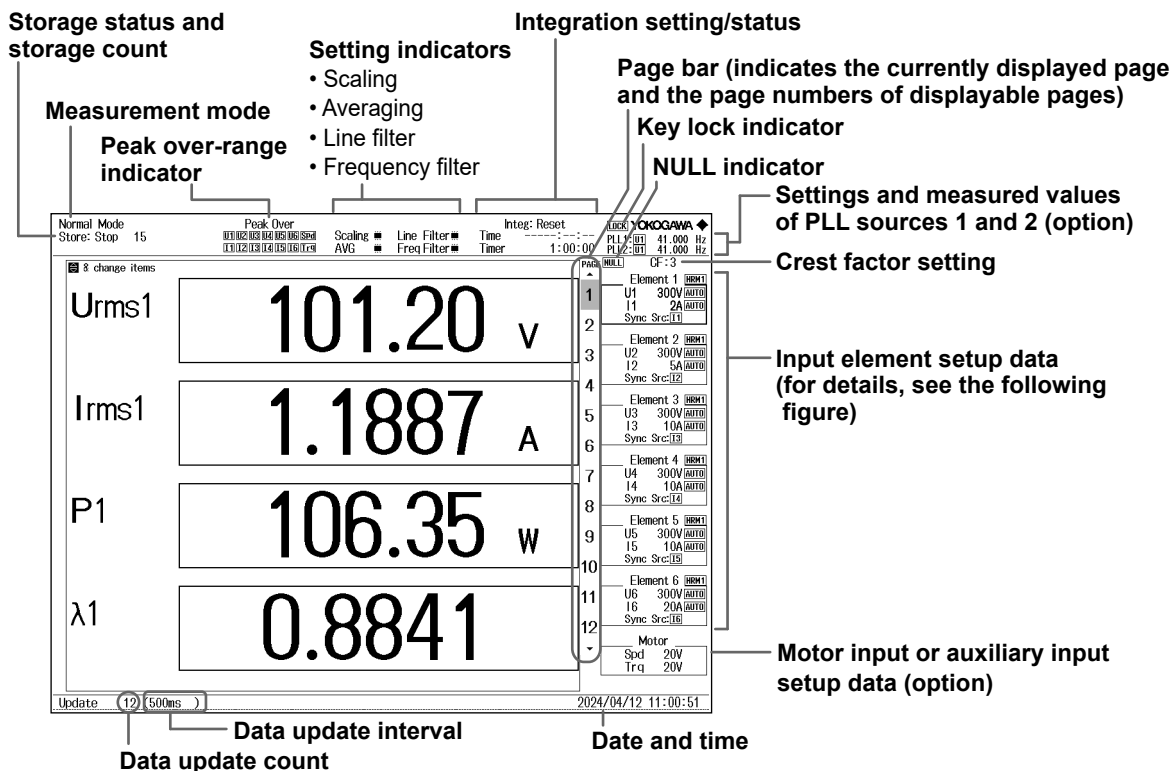 Storage status and
storage count
Integration setting/status
Setting indicators
• Scaling
• Averaging
• Line filter
• Frequency filter
Page bar (indicates the currently displayed page
and the page numbers of displayable pages)
Measurement mode
Key lock indicator
Peak over-range
indicator
NULL indicator
Settings and measured values
of PLL sources 1 and 2 (option)
Normal Mode
Store: Stop 15
Peak Over
U1 U2 U3 U4 U5 U6 Spd
I1 I2 I3 I4 I5 I6 Trq
Scaling
AVG
Line Filter
Freq Filter
Integ: Reset
Time -----:--:--
Timer 1:00:00
LOCK YOKOGAWA
PLL1: U1 41.000 Hz
PLL2: U1 41.000 Hz
Crest factor setting
8 change items
PAGE
NULL CF:3
Urms1 101.20 V
Irms1 1.1887 A
P1 106.35 W
λ1 0.8841
1
2
3
4
5
6
7
8
9
10
11
12
Element 1 HRM1
U1 300V AUTO
I1 2A AUTO
Sync Src: I1
Element 2 HRM1
U2 300V AUTO
I2 5A AUTO
Sync Src: I2
Element 3 HRM1
U3 300V AUTO
I3 10A AUTO
Sync Src: I3
Element 4 HRM1
U4 300V AUTO
I4 10A AUTO
Sync Src: I4
Element 5 HRM1
U5 300V AUTO
I5 10A AUTO
Sync Src: I5
Element 6 HRM1
U6 300V AUTO
I6 20A AUTO
Sync Src: I6
Motor
Spd 20V
Trq 20V
Input element setup data
(for details, see the following
figure)
Motor input or auxiliary input
setup data (option)
Update 12 (500ms )
2024/04/12 11:00:51
Data update interval
Data update count
Date and time